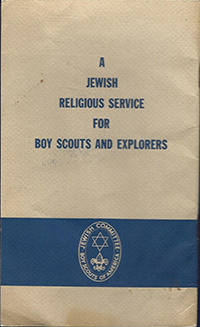 A
JEWISH
RELIGIOUS SERVICE
FOR
BOY SCOUTS AND EXPLORERS
JEWISH COMMITTEE
BOY SCOUTS OF AMERICA